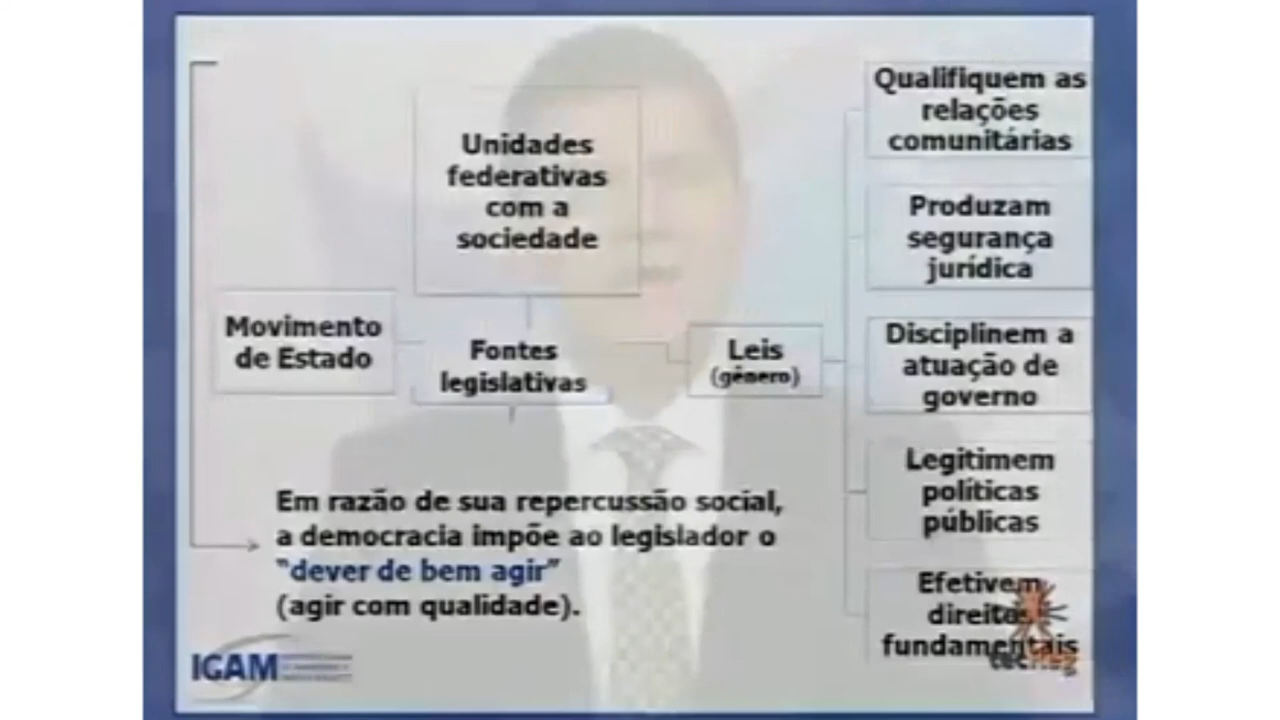 Unidades
federativas
com a
sociedade
Movimento
de Estado
Fontes
legislativas
Leis
(gênero)
Qualifiquem as
relações
comunitárias
Produzam
segurança
jurídica
Disciplinem a
atuação de
governo
Legitimem
políticas
públicas
Efetivem
direitos
fundamentais
Em razão de sua repercussão social,
a democracia impõe ao legislador o
“dever de bem agir”
(agir com qualidade).
IGAM